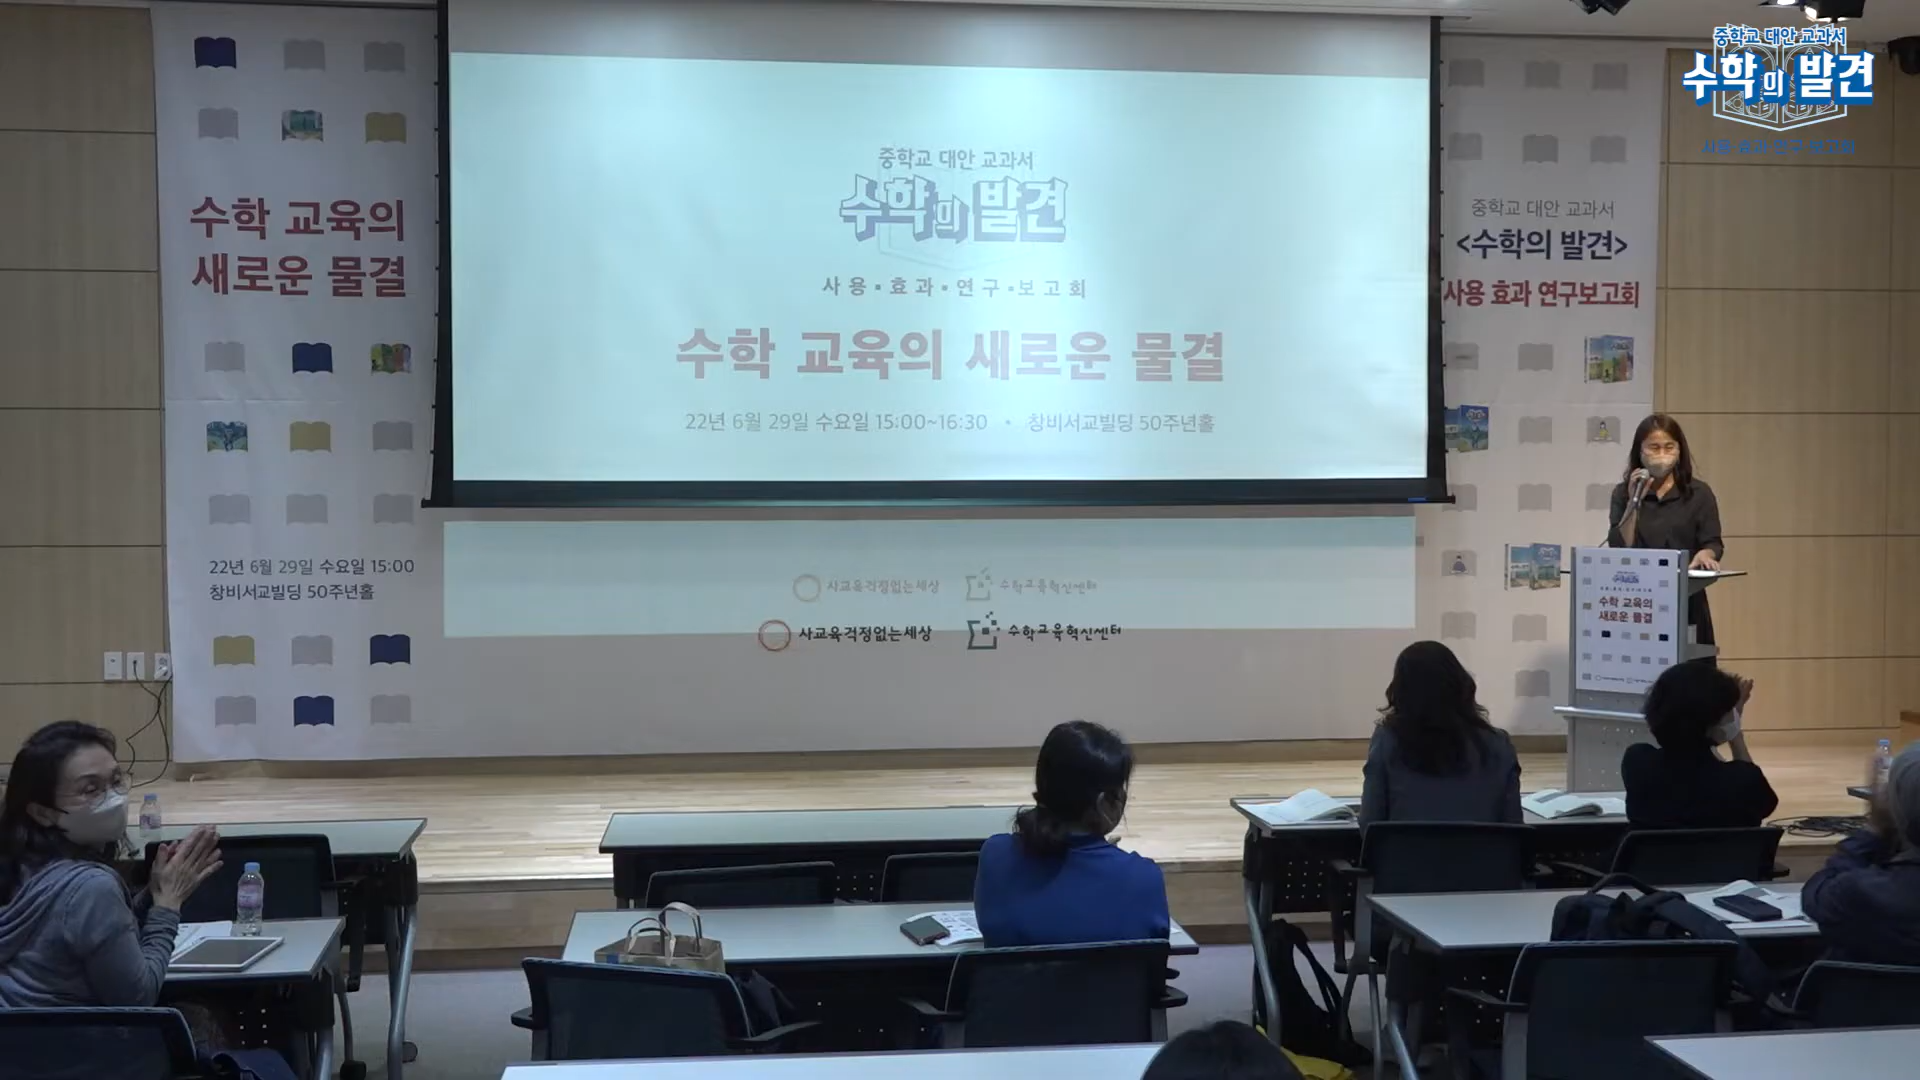 중학교 대안 교과서
수학의 발견
사용·효과·연구·보고회
수학 교육의
새로운 물결
22년 6월 29일 수요일 15:00
창비서교빌딩 50주년홀
중학교 대안 교과서
수학의 발견
사용·효과·연구·보고회
수학 교육의 새로운 물결
22년 6월 29일 수요일 15:00~16:30 • 창비서교빌딩 50주년홀
사교육걱정없는세상 수학교육혁신센터
사교육걱정없는세상 수학교육혁신센터
중학교 대안 교과서
<수학의 발견>
사용 효과 연구보고회
수학 교육의
새로운 물결